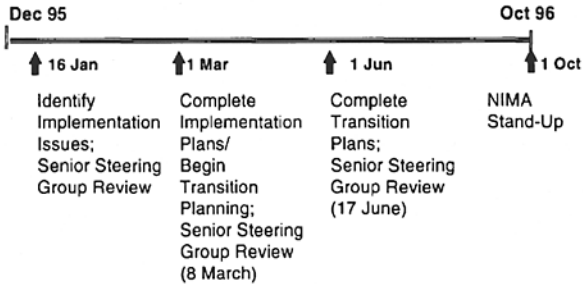 Dec 95
Oct 96
16 Jan
1 Mar
1 Jun
1 Oct
Identify
Implementation
Issues;
Senior Steering
Group Review
Complete
Implementation
Plans/
Begin
Transition
Planning;
Senior Steering
Group Review
(8 March)
Complete
Transition
Plans;
Senior Steering
Group Review
(17 June)
NIMA
Stand-Up